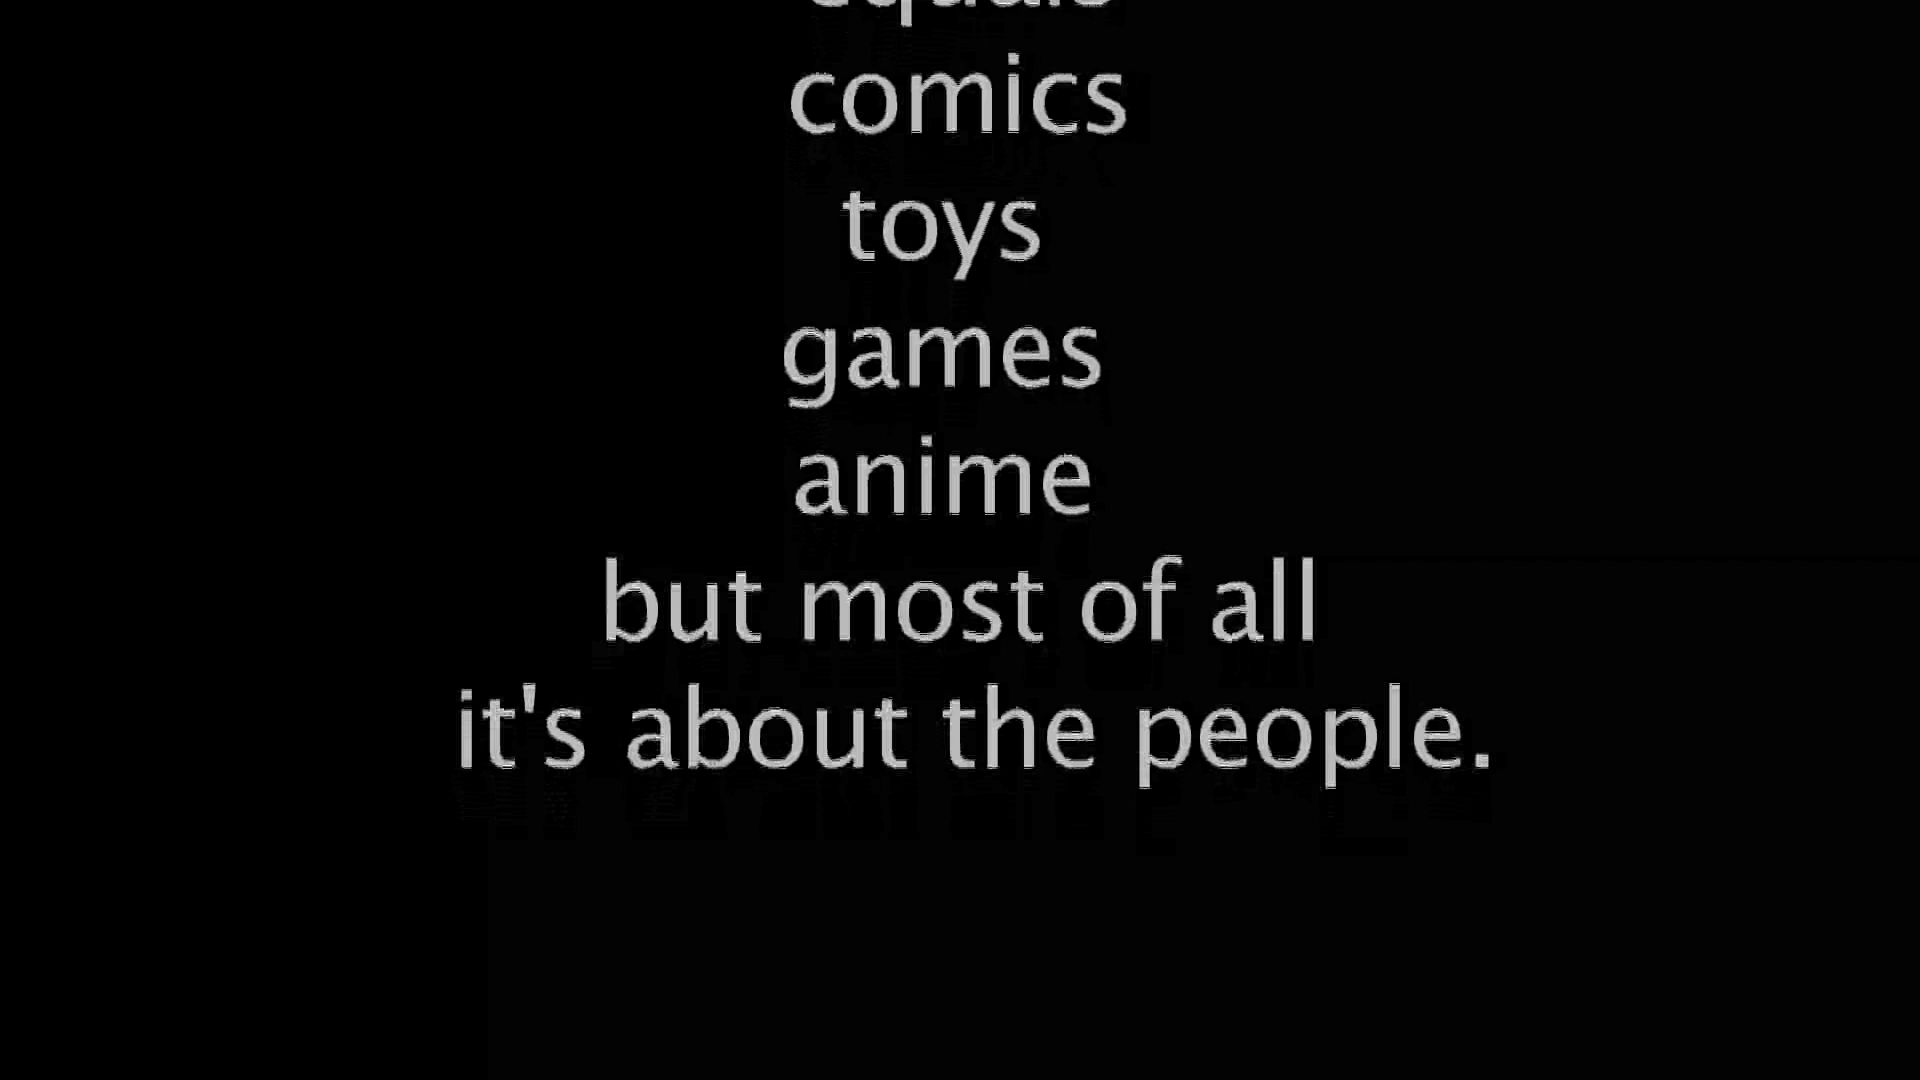 comics
toys
games
anime
but most of all
it's about the people.